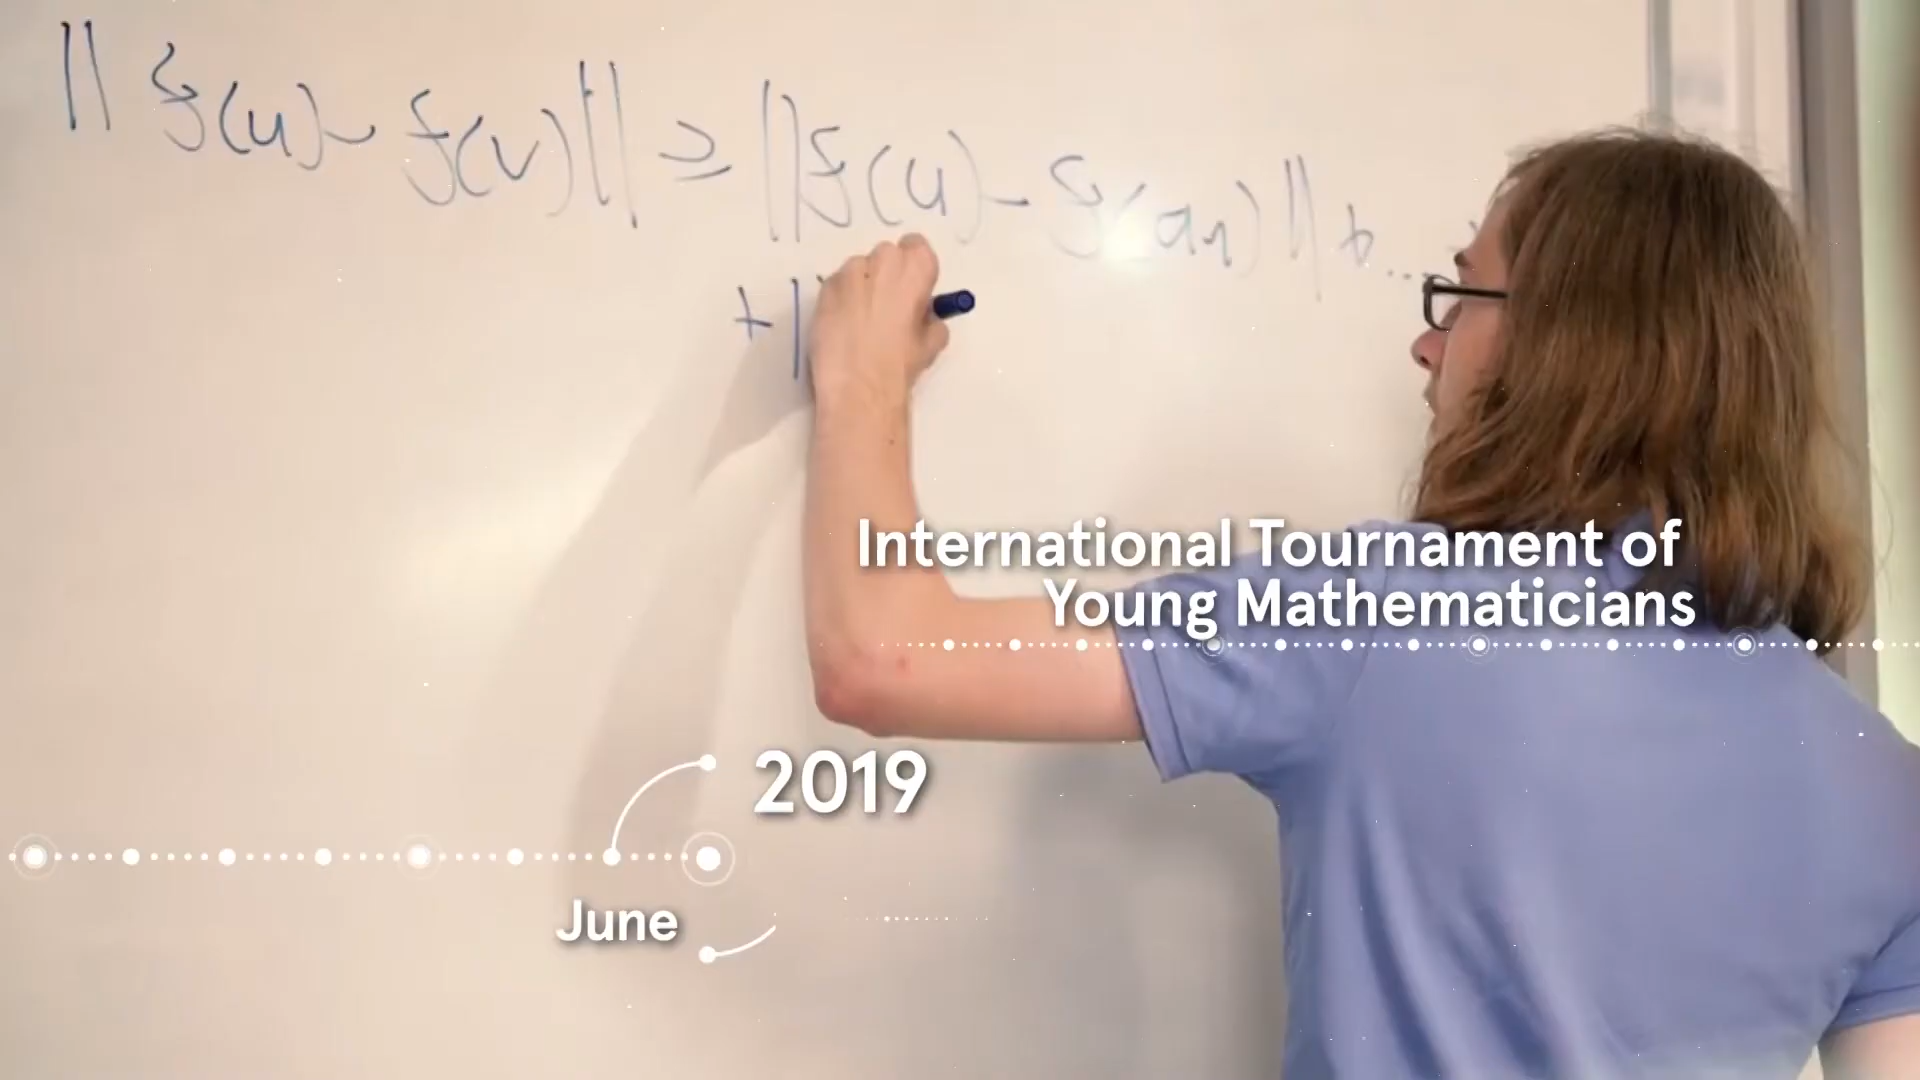 || f(u) - f(v) || ≥ || f(u) - f(a₁) || + ...
+ ||
International Tournament of
Young Mathematicians
2019
June